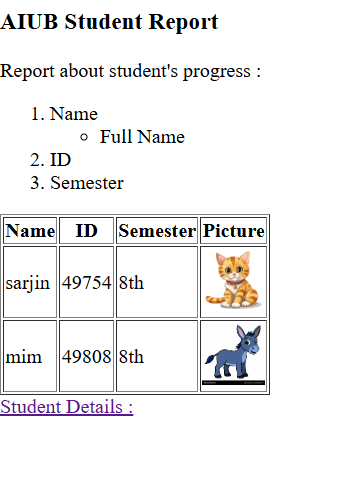 AIUB Student Report
Report about student's progress :
1. Name
◦ Full Name
2. ID
3. Semester
Name ID Semester Picture
sarjin 49754 8th
mim 49808 8th
Student Details :